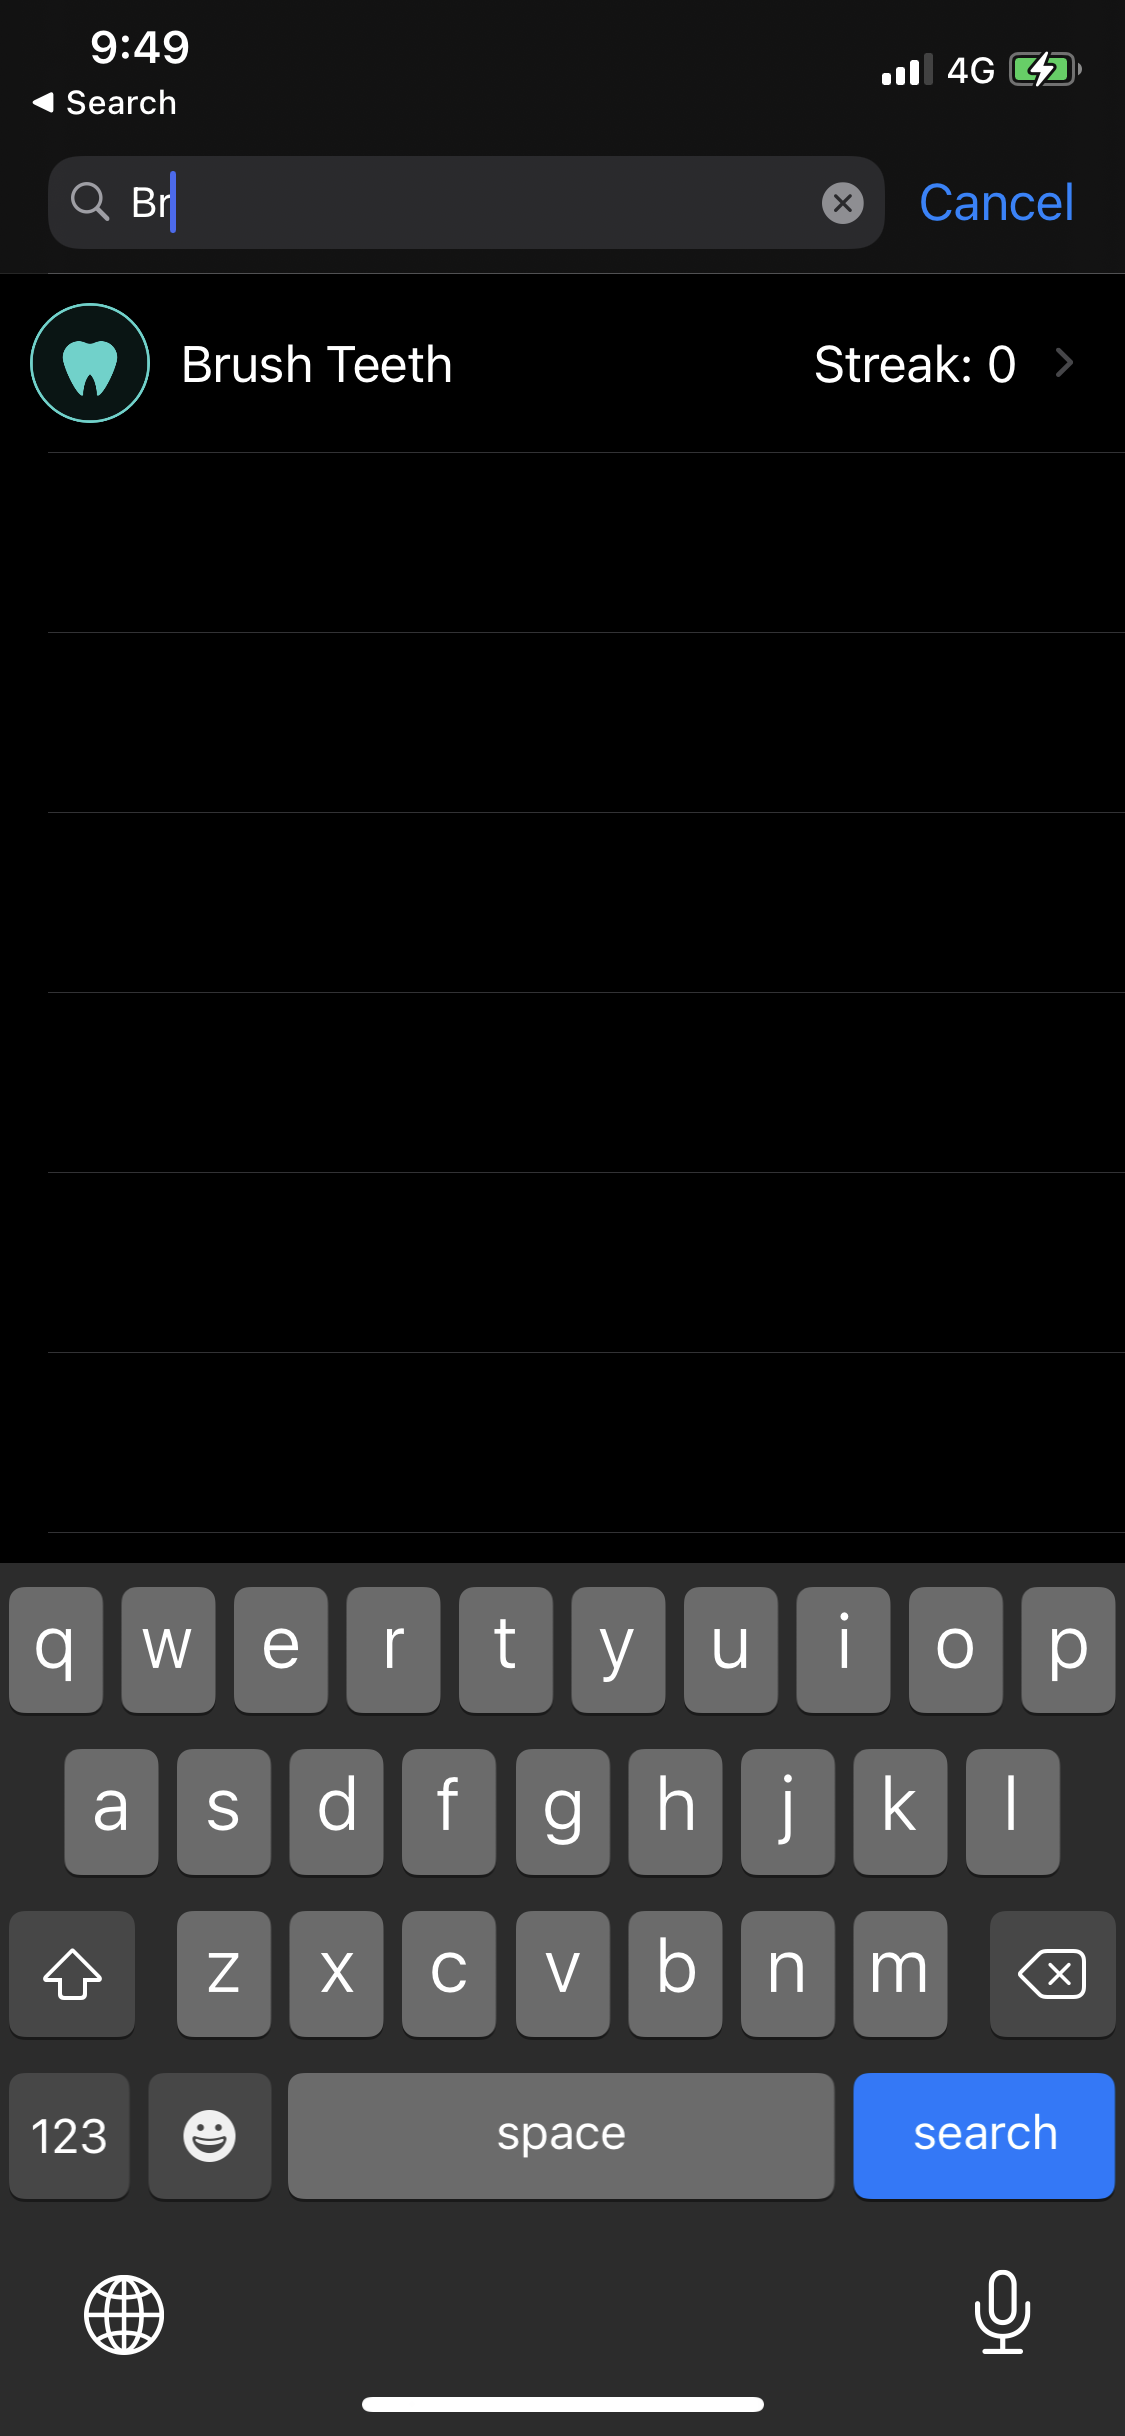 9:49
4G
◀ Search
Br
Cancel
Brush Teeth
Streak: 0
q w e r t y u i o p
a s d f g h j k l
z x c v b n m
123
space
search